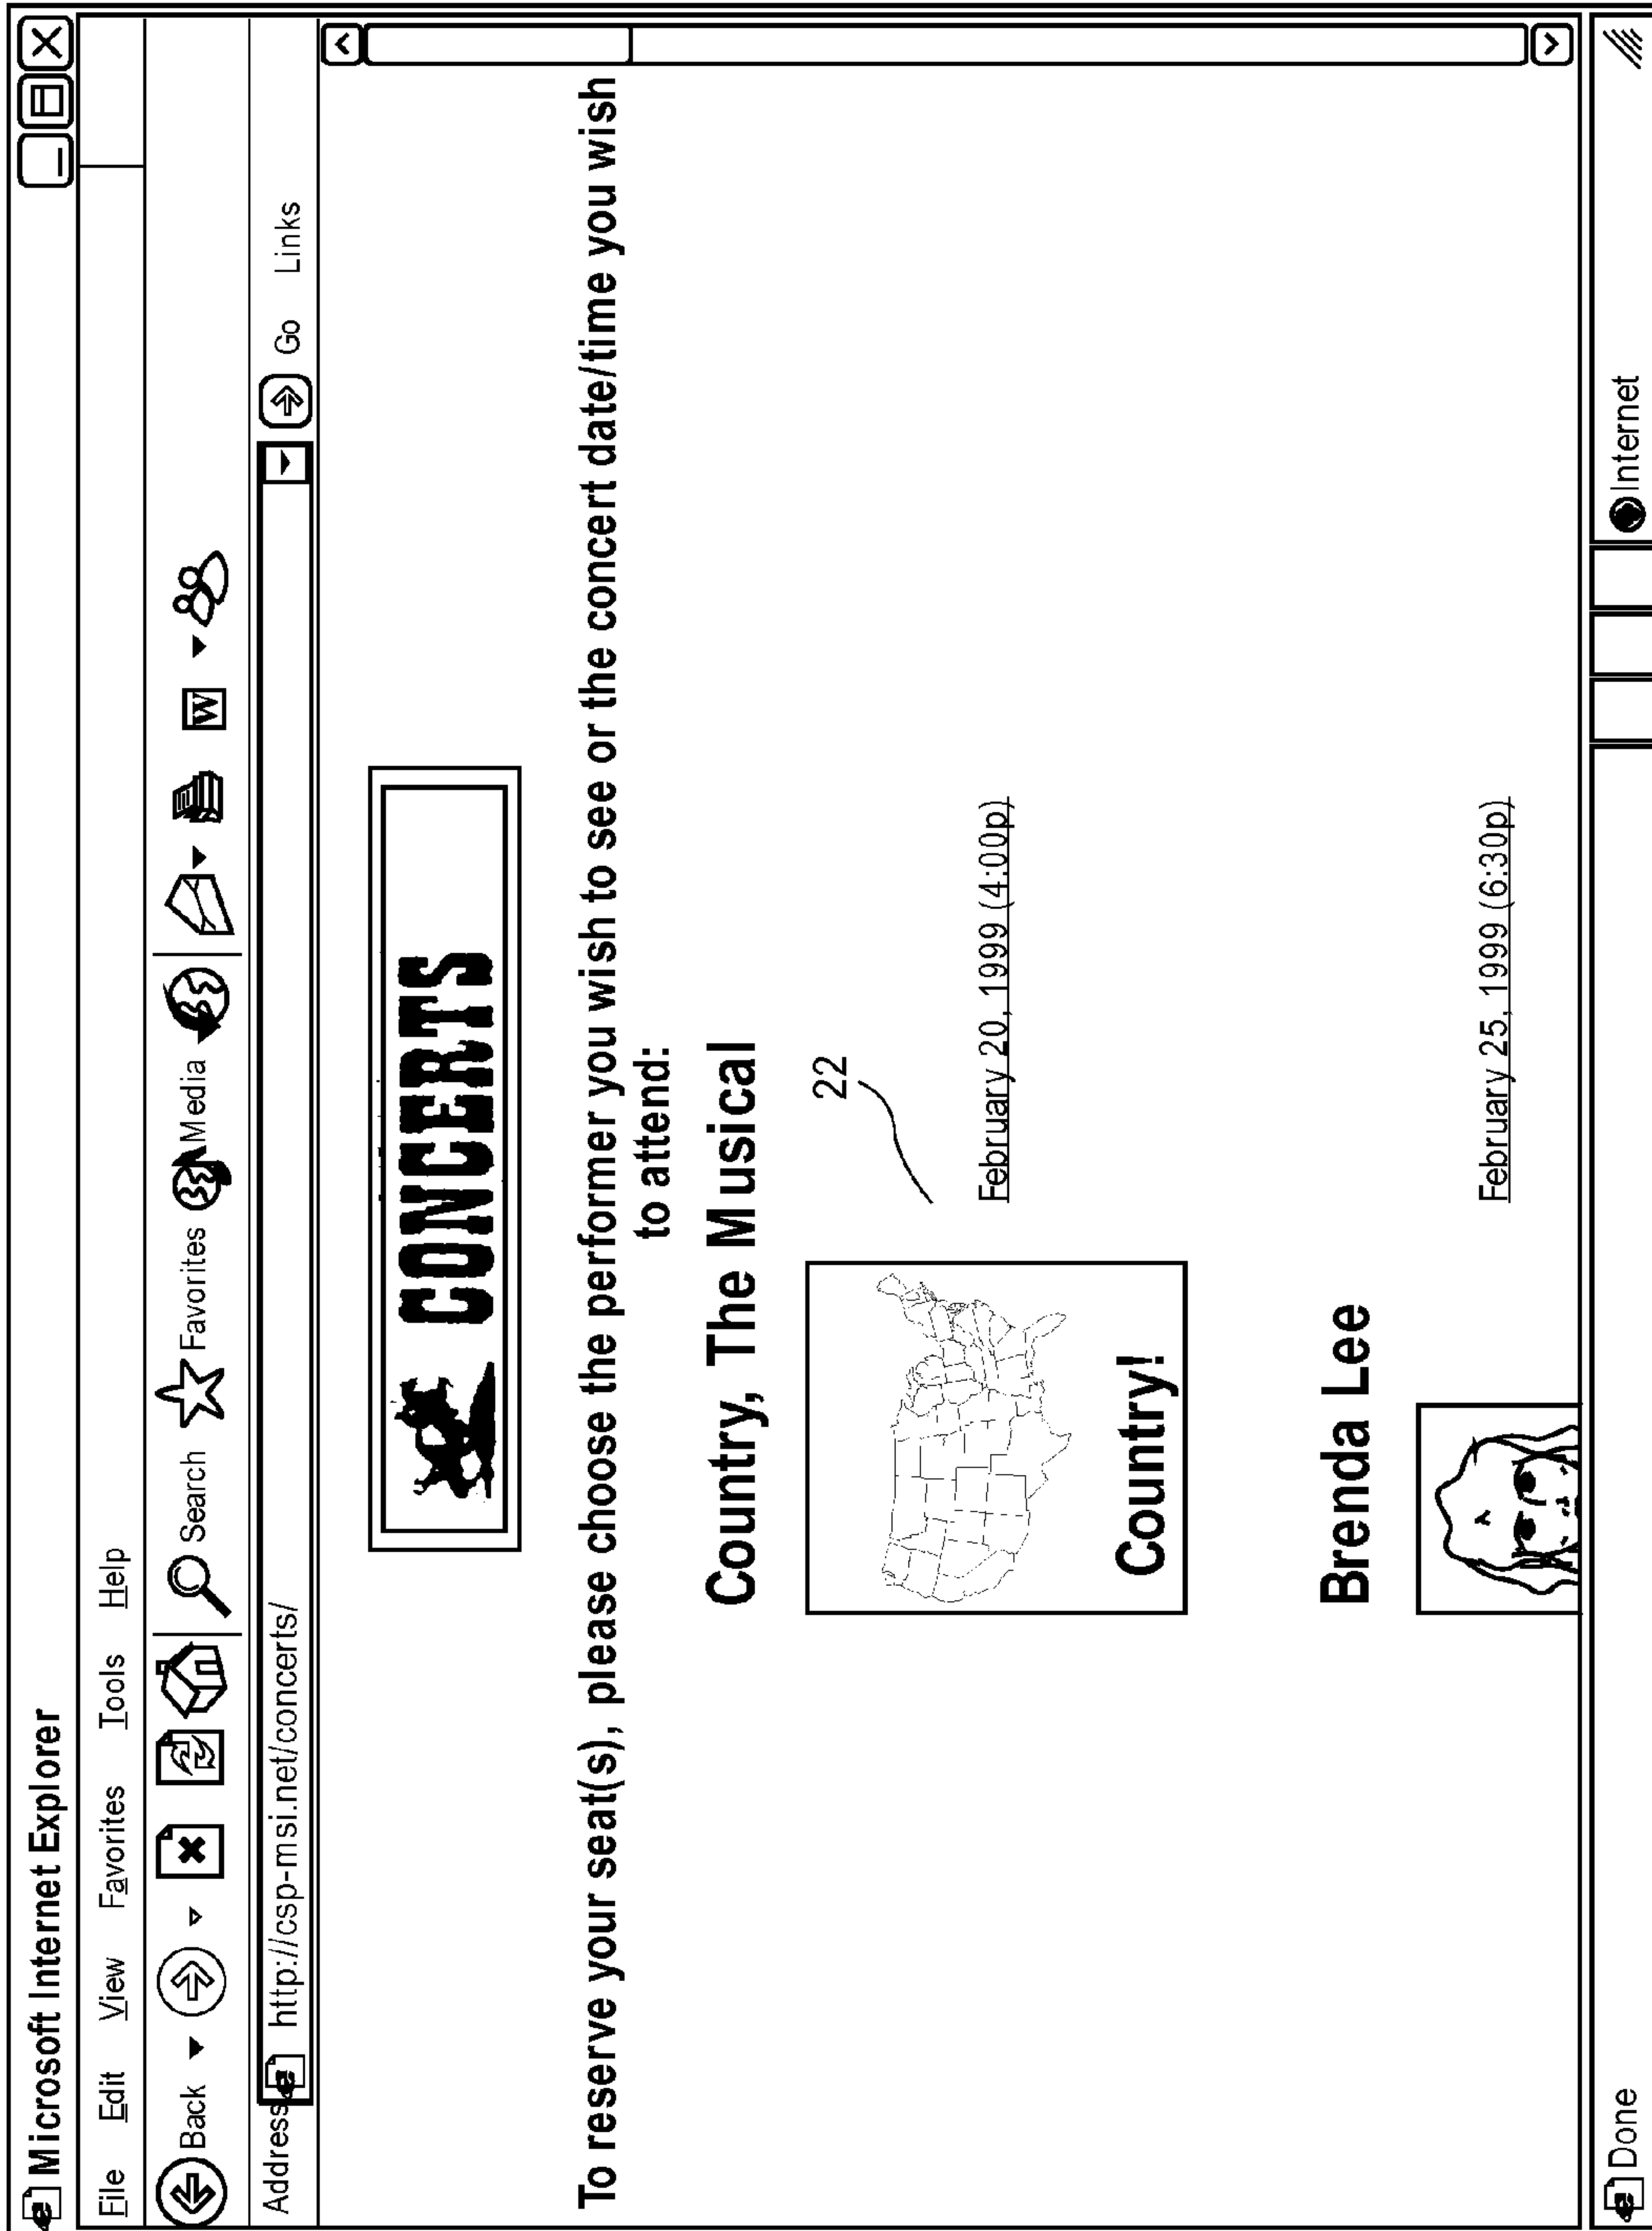 Microsoft Internet Explorer
File Edit View Favorites Tools Help
Back Search Favorites Media W
Address http://csp-msi.net/concerts/ Go Links
CONCERTS
To reserve your seat(s), please choose the performer you wish to see or the concert date/time you wish
to attend:
Country, The Musical
22
February 20, 1999 (4:00p)
Country!
Brenda Lee
February 25, 1999 (6:30p)
Done Internet